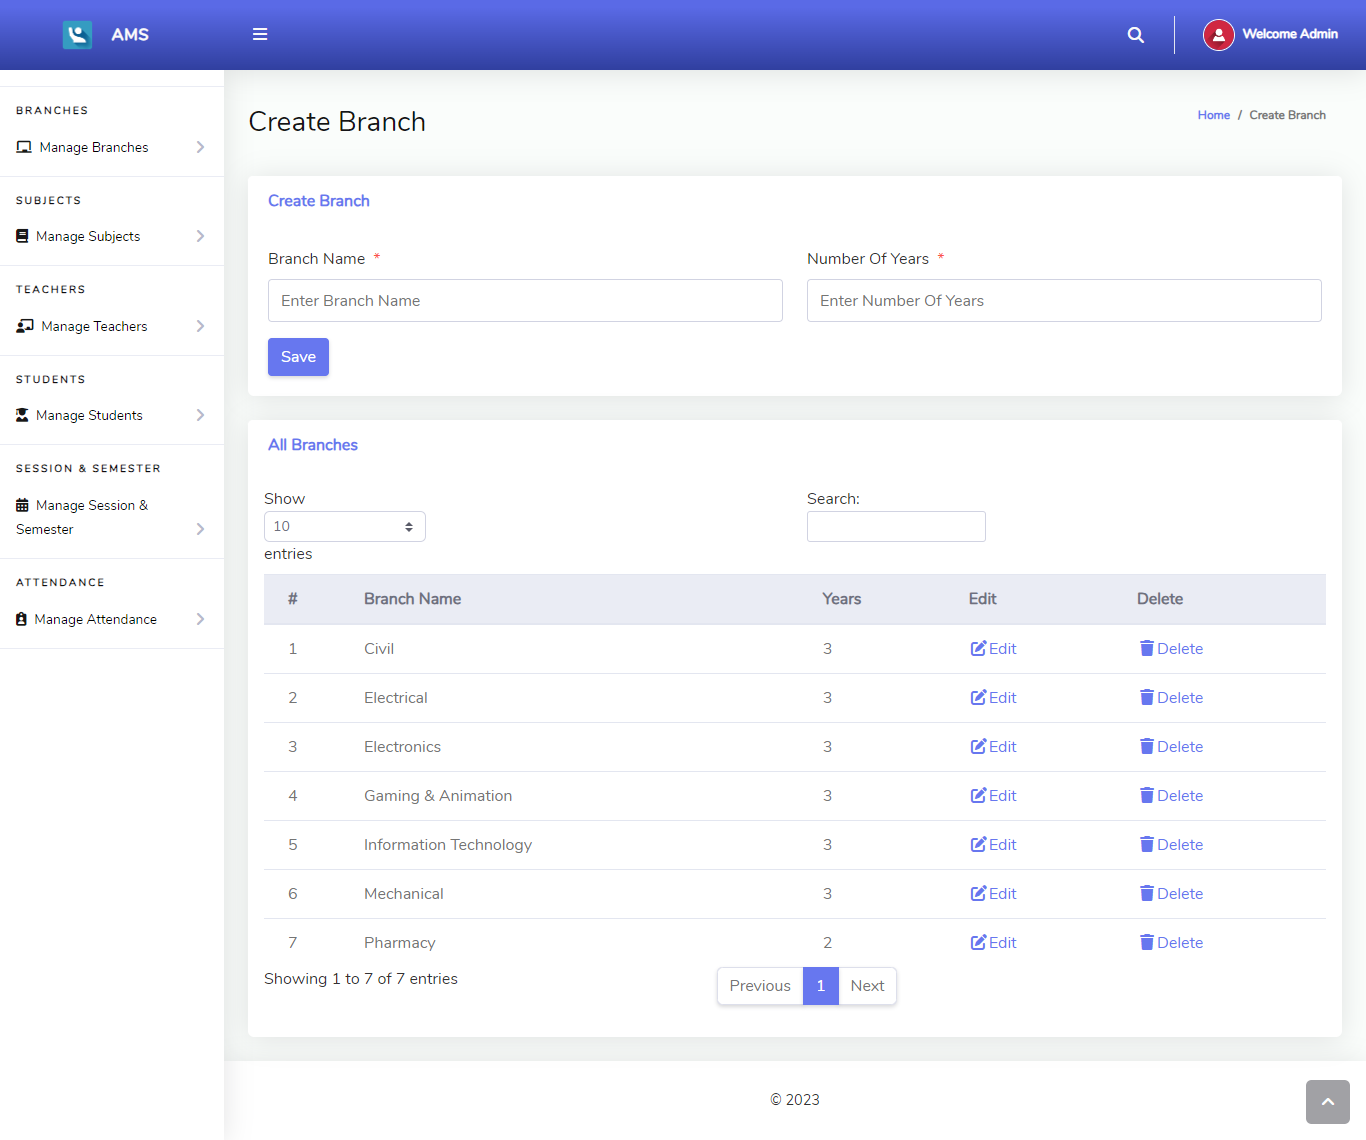 AMS
Welcome Admin
BRANCHES
Manage Branches
SUBJECTS
Manage Subjects
TEACHERS
Manage Teachers
STUDENTS
Manage Students
SESSION & SEMESTER
Manage Session &
Semester
ATTENDANCE
Manage Attendance
Create Branch
Home / Create Branch
Create Branch
Branch Name *
Number Of Years *
Enter Branch Name
Enter Number Of Years
Save
All Branches
Show
10
entries
Search:
# Branch Name Years Edit Delete
1 Civil 3 Edit Delete
2 Electrical 3 Edit Delete
3 Electronics 3 Edit Delete
4 Gaming & Animation 3 Edit Delete
5 Information Technology 3 Edit Delete
6 Mechanical 3 Edit Delete
7 Pharmacy 2 Edit Delete
Showing 1 to 7 of 7 entries
Previous 1 Next
© 2023